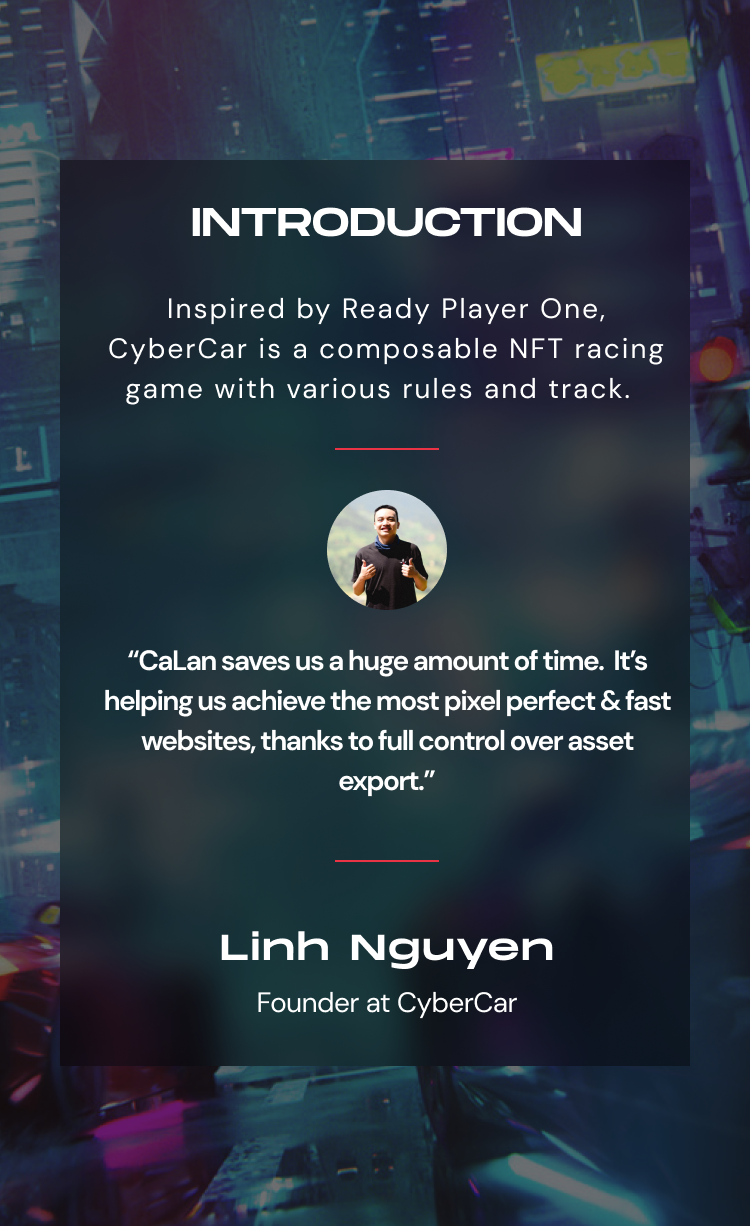 INTRODUCTION
Inspired by Ready Player One,
CyberCar is a composable NFT racing
game with various rules and track.
“CaLan saves us a huge amount of time.  It’s
helping us achieve the most pixel perfect & fast
websites, thanks to full control over asset
export.”
Linh Nguyen
Founder at CyberCar